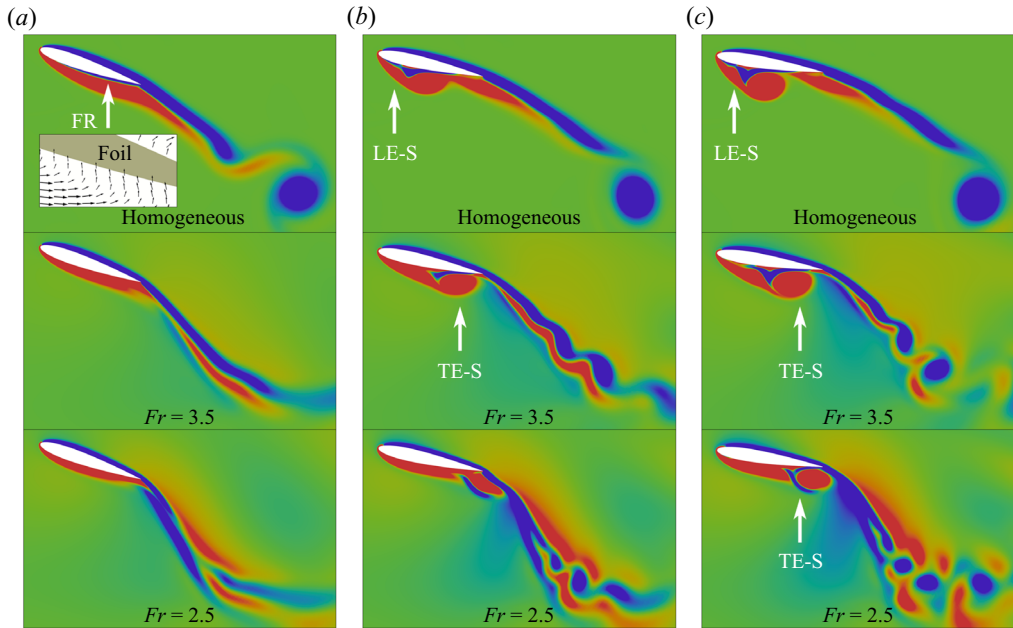 (a)
(b)
(c)
FR
Foil
Homogeneous
LE-S
Homogeneous
LE-S
Homogeneous
Fr = 3.5
TE-S
Fr = 3.5
TE-S
Fr = 3.5
Fr = 2.5
Fr = 2.5
TE-S
Fr = 2.5